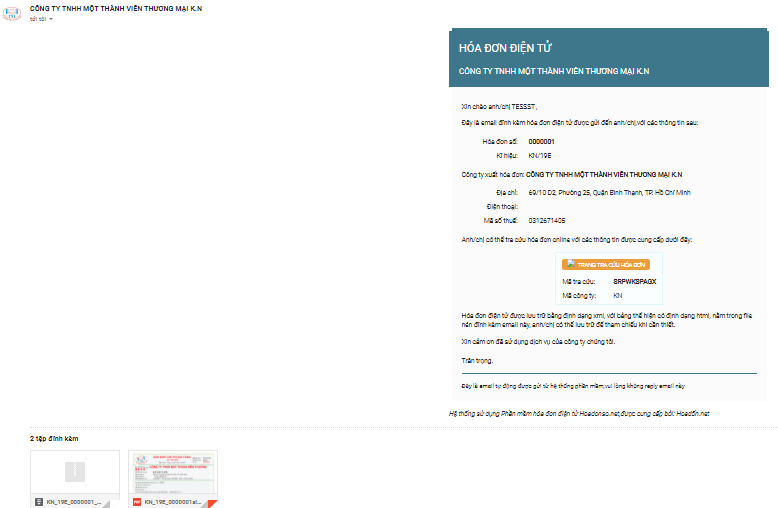 CÔNG TY TNHH MỘT THÀNH VIÊN THƯƠNG MẠI K.N
tới tôi
HÓA ĐƠN ĐIỆN TỬ
CÔNG TY TNHH MỘT THÀNH VIÊN THƯƠNG MẠI K.N
Xin chào anh/chị TESSST ,
Đây là email đính kèm hóa đơn điện tử được gửi đến anh/chị,với các thông tin sau:
Hóa đơn số: 0000001
Kí hiệu: KN/19E
Công ty xuất hóa đơn: CÔNG TY TNHH MỘT THÀNH VIÊN THƯƠNG MẠI K.N
Địa chỉ: 69/10 D2, Phường 25, Quận Bình Thạnh, TP. Hồ Chí Minh
Điện thoại:
Mã số thuế: 0312671405
Anh/chị có thể tra cứu hóa đơn online với các thông tin được cung cấp dưới đây:
TRANG TRA CỨU HÓA ĐƠN
Mã tra cứu: SRPWKSPAGX
Mã công ty: KN
Hóa đơn điện tử được lưu trữ bằng định dạng xml, với bảng thể hiện có định dạng html, nằm trong file
nén đính kèm email này, anh/chị có thể lưu trữ để tham chiếu khi cần thiết.
Xin cảm ơn đã sử dụng dịch vụ của công ty chúng tôi.
Trân trọng.
Đây là email tự động được gửi từ hệ thống phần mềm,vui lòng không reply email này
Hệ thống sử dụng Phần mềm hóa đơn điện tử Hoadonso.net,được cung cấp bởi: Hoadỗn.net
2 tệp đính kèm
KN_19E_0000001_...
PDF KN_19E_0000001sf...